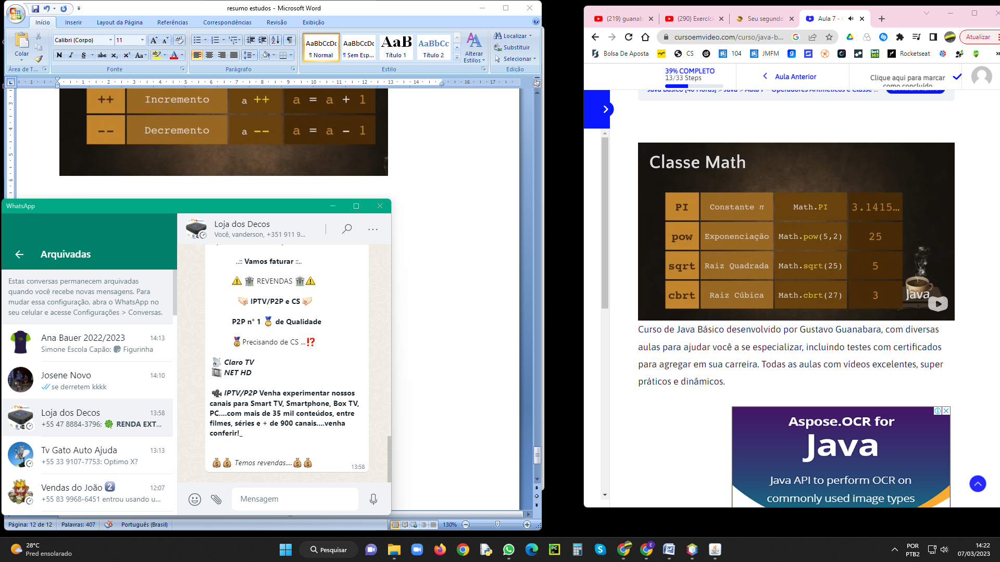 resumo estudos - Microsoft Word
Início
Inserir
Layout da Página
Referências
Correspondências
Revisão
Exibição
Colar
Área de T...
Calibri (Corpo)
11
Fonte
Parágrafo
AaBbCcDc
¶ Normal
AaBbCcDc
¶ Sem Esp...
AaB
Título 1
AaBbCc
Título 2
Alterar
Estilos
Estilo
Localizar
Substituir
Selecionar
Edição
++ Incremento a ++ a = a + 1
-- Decremento a -- a = a - 1
WhatsApp
Arquivadas
Estas conversas permanecem arquivadas
quando você recebe novas mensagens. Para
mudar essa configuração, abra o WhatsApp no
seu celular e acesse Configurações > Conversas.
Ana Bauer 2022/2023 14:13
Simone Escola Capão: Figurinha
Josene Novo 14:10
se derretem kkkk
Loja dos Decos 13:58
+55 47 8884-3796: 🍀 RENDA EXT...
Tv Gato Auto Ajuda 13:13
+55 33 9107-7753: Optimo X?
Vendas do João 2 12:07
+55 83 9968-6451 entrou usando u...
Loja dos Decos
Você, vanderson, +351 911 9...
..:: Vamos faturar ::..
⚠️ REVENDAS ⚠️
IPTV/P2P e CS
P2P n° 1 🏅 de Qualidade
🏅Precisando de CS ...⁉️
Claro TV
NET HD
IPTV/P2P Venha experimentar nossos
canais para Smart TV, Smartphone, Box TV,
PC....com mais de 35 mil conteúdos, entre
filmes, séries e + de 900 canais....venha
conferir!_
💰💰 Temos revendas....💰💰
13:58
Mensagem
Página: 12 de 12
Palavras: 407
Português (Brasil)
130%
(219) guanab
(290) Exercíci
Seu segundo
Aula 7 -
cursoemvideo.com/curso/java-b...
Atualizar
Bolsa De Aposta
CS
104
JMFM
bet365
Rocketseat
39% COMPLETO
13/33 Steps
Aula Anterior
Clique aqui para marcar
como concluído
Java Básico [40 Horas] > Java > Aula 7 – Operadores Aritméticos e Classe ...
Classe Math
PI Constante π Math.PI 3.1415…
pow Exponenciação Math.pow(5,2) 25
sqrt Raiz Quadrada Math.sqrt(25) 5
cbrt Raiz Cúbica Math.cbrt(27) 3
Java
Curso de Java Básico desenvolvido por Gustavo Guanabara, com diversas
aulas para ajudar você a se especializar, incluindo testes com certificados
para agregar em sua carreira. Todas as aulas com vídeos excelentes, super
práticos e dinâmicos.
Aspose.OCR for
Java
Java API to perform OCR on
commonly used image types
28°C
Pred ensolarado
Pesquisar
POR
PTB2
14:22
07/03/2023